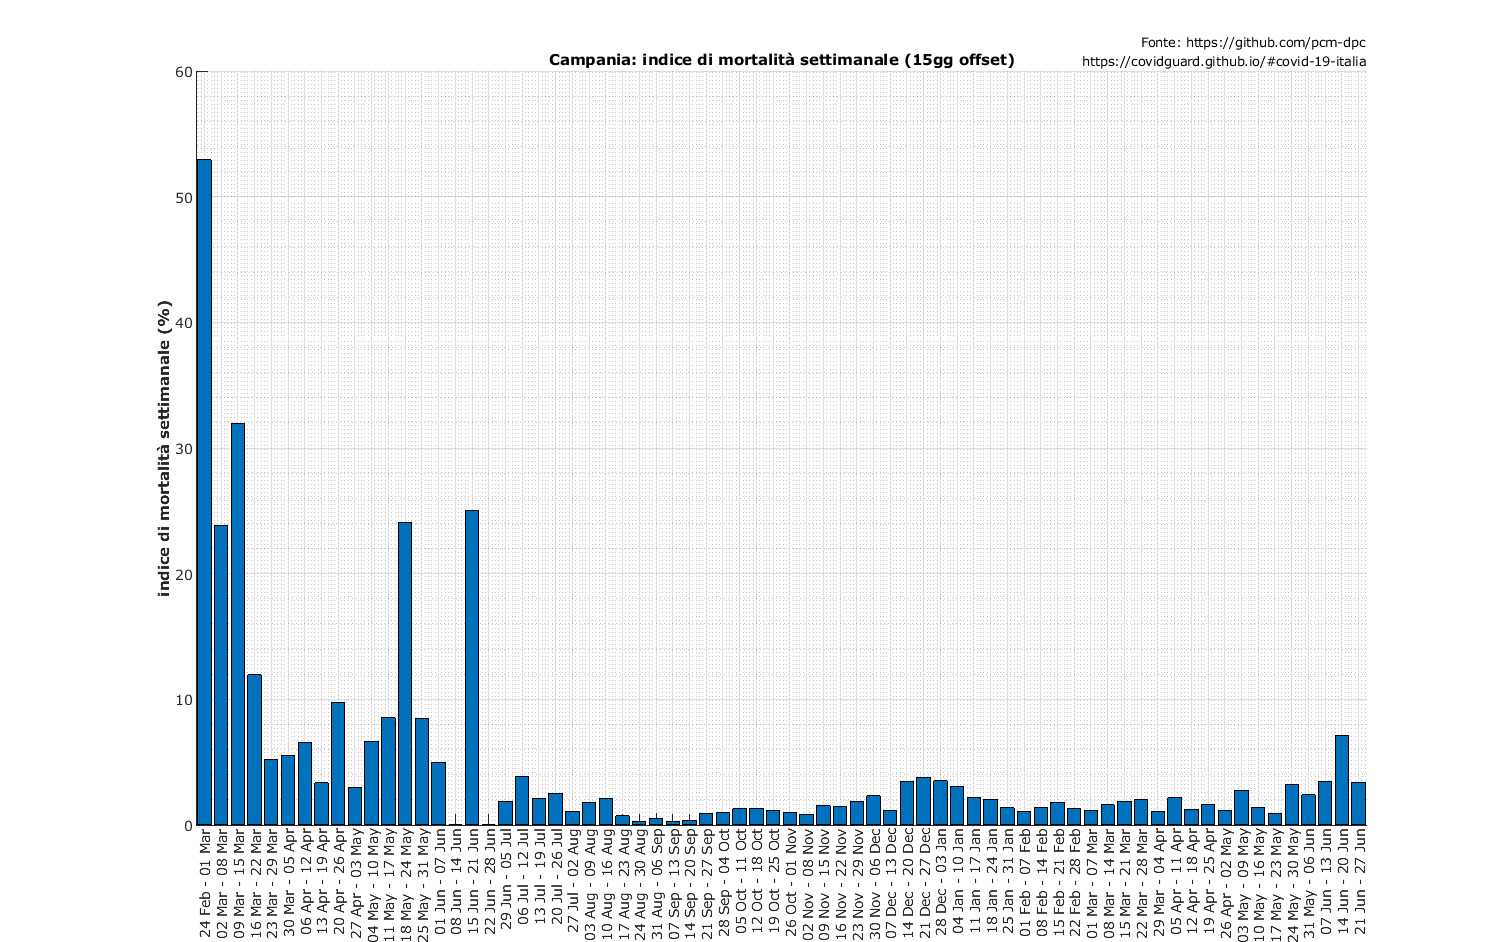 Fonte: https://github.com/pcm-dpc
Campania: indice di mortalità settimanale (15gg offset)
https://covidguard.github.io/#covid-19-italia
indice di mortalità settimanale (%)
60
50
40
30
20
10
0
24 Feb - 01 Mar
02 Mar - 08 Mar
09 Mar - 15 Mar
16 Mar - 22 Mar
23 Mar - 29 Mar
30 Mar - 05 Apr
06 Apr - 12 Apr
13 Apr - 19 Apr
20 Apr - 26 Apr
27 Apr - 03 May
04 May - 10 May
11 May - 17 May
18 May - 24 May
25 May - 31 May
01 Jun - 07 Jun
08 Jun - 14 Jun
15 Jun - 21 Jun
22 Jun - 28 Jun
29 Jun - 05 Jul
06 Jul - 12 Jul
13 Jul - 19 Jul
20 Jul - 26 Jul
27 Jul - 02 Aug
03 Aug - 09 Aug
10 Aug - 16 Aug
17 Aug - 23 Aug
24 Aug - 30 Aug
31 Aug - 06 Sep
07 Sep - 13 Sep
14 Sep - 20 Sep
21 Sep - 27 Sep
28 Sep - 04 Oct
05 Oct - 11 Oct
12 Oct - 18 Oct
19 Oct - 25 Oct
26 Oct - 01 Nov
02 Nov - 08 Nov
09 Nov - 15 Nov
16 Nov - 22 Nov
23 Nov - 29 Nov
30 Nov - 06 Dec
07 Dec - 13 Dec
14 Dec - 20 Dec
21 Dec - 27 Dec
28 Dec - 03 Jan
04 Jan - 10 Jan
11 Jan - 17 Jan
18 Jan - 24 Jan
25 Jan - 31 Jan
01 Feb - 07 Feb
08 Feb - 14 Feb
15 Feb - 21 Feb
22 Feb - 28 Feb
01 Mar - 07 Mar
08 Mar - 14 Mar
15 Mar - 21 Mar
22 Mar - 28 Mar
29 Mar - 04 Apr
05 Apr - 11 Apr
12 Apr - 18 Apr
19 Apr - 25 Apr
26 Apr - 02 May
03 May - 09 May
10 May - 16 May
17 May - 23 May
24 May - 30 May
31 May - 06 Jun
07 Jun - 13 Jun
14 Jun - 20 Jun
21 Jun - 27 Jun